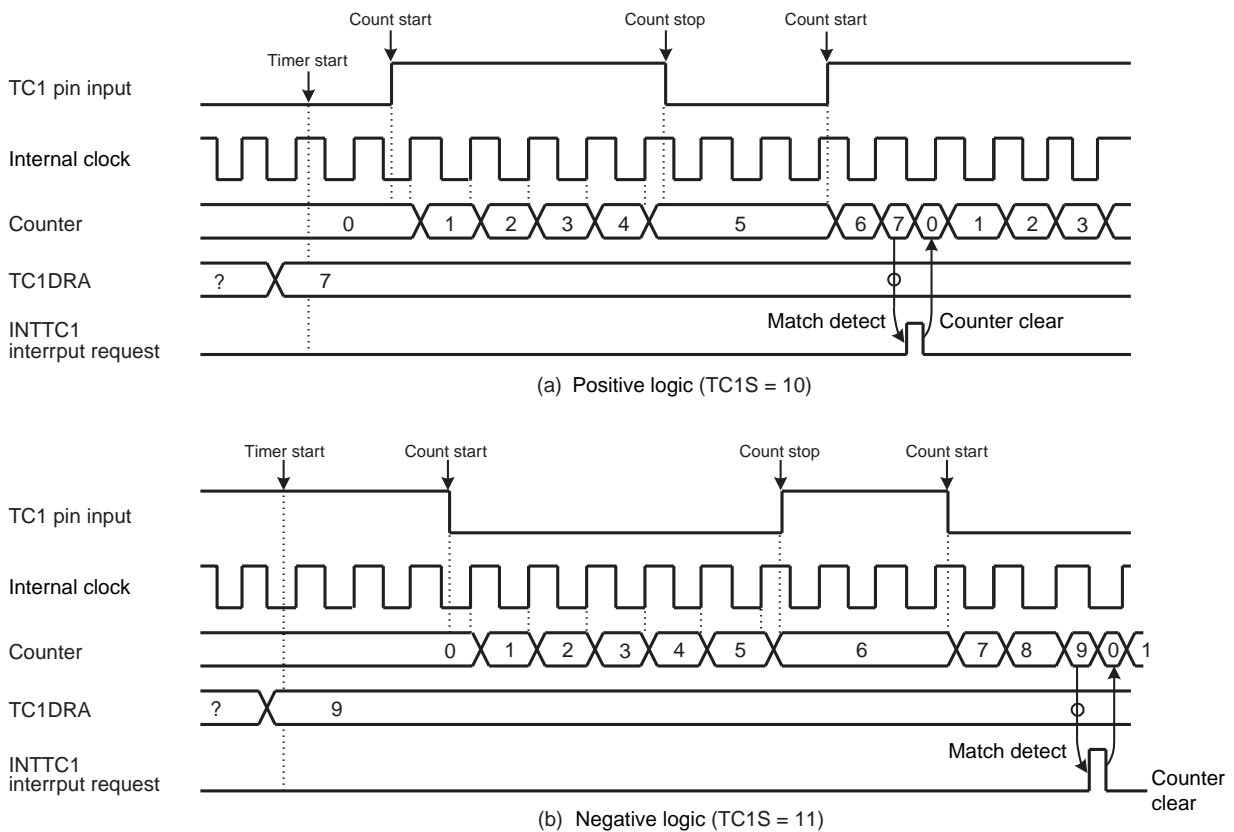 Count start Count stop Count start
Timer start
TC1 pin input
Internal clock
Counter 0 1 2 3 4 5 6 7 0 1 2 3
TC1DRA ? 7
INTTC1
interrput request
Match detect Counter clear
(a) Positive logic (TC1S = 10)
Timer start Count start Count stop Count start
TC1 pin input
Internal clock
Counter 0 1 2 3 4 5 6 7 8 9 0 1
TC1DRA ? 9
INTTC1
interrput request
Match detect
Counter
clear
(b) Negative logic (TC1S = 11)